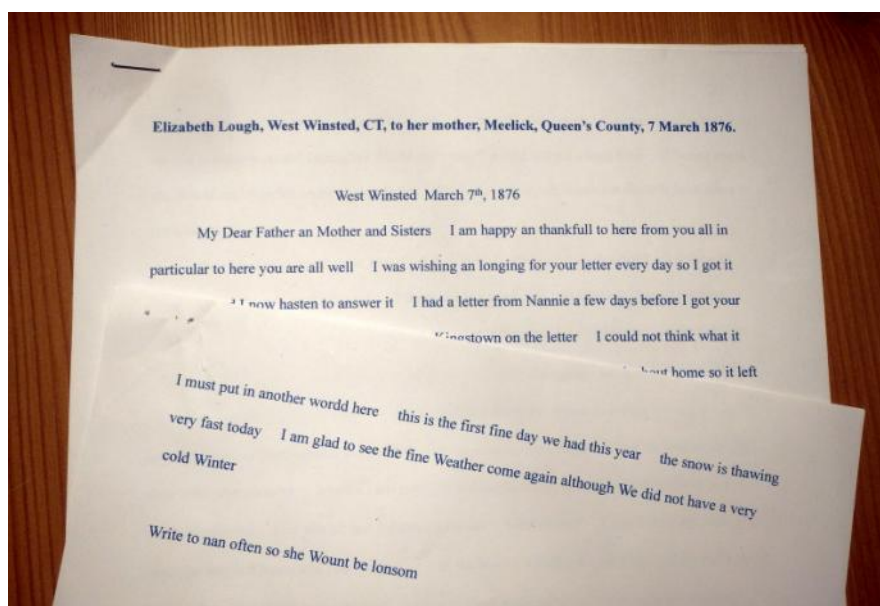 Elizabeth Lough, West Winsted, CT, to her mother, Meelick, Queen's County, 7 March 1876.
West Winsted March 7th, 1876
My Dear Father an Mother and Sisters I am happy an thankfull to here from you all in
particular to here you are all well I was wishing an longing for your letter every day so I got it
I now hasten to answer it I had a letter from Nannie a few days before I got your
on the letter I could not think what it
home so it left
I must put in another wordd here this is the first fine day we had this year the snow is thawing
very fast today I am glad to see the fine Weather come again although We did not have a very
cold Winter
Write to nan often so she Wount be lonsom